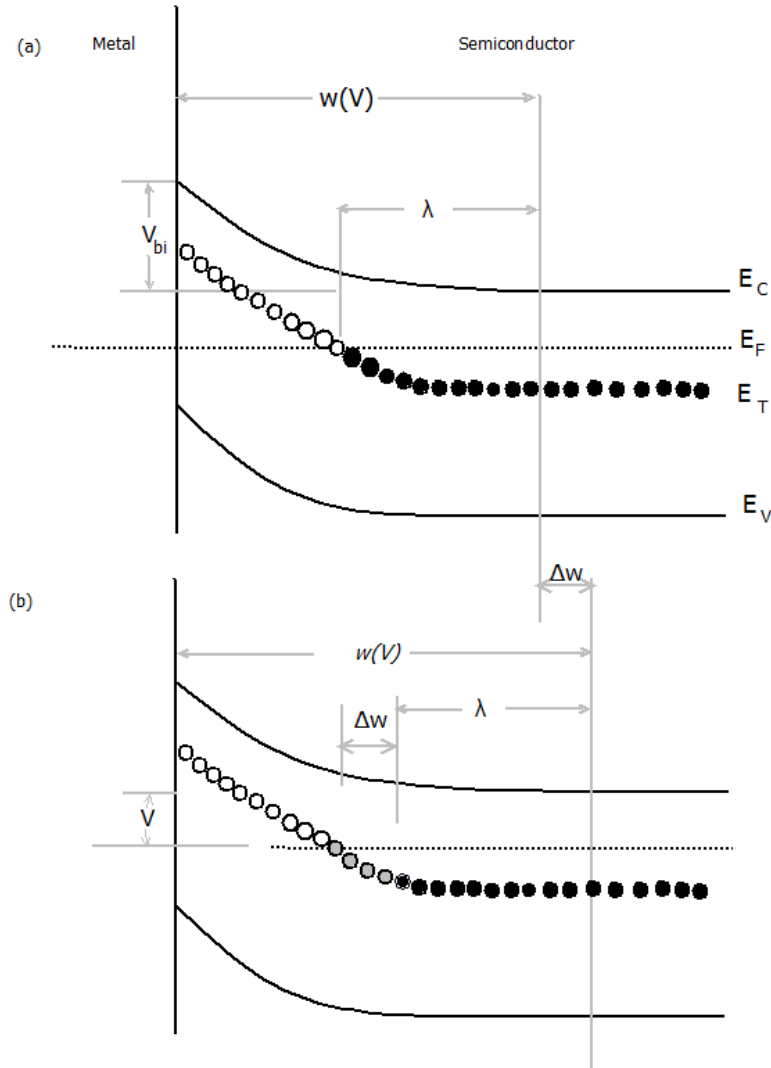 (a) Metal Semiconductor
w(V)
λ
V bi
E C
E F
E T
E V
Δw
(b)
w(V)
Δw λ
V